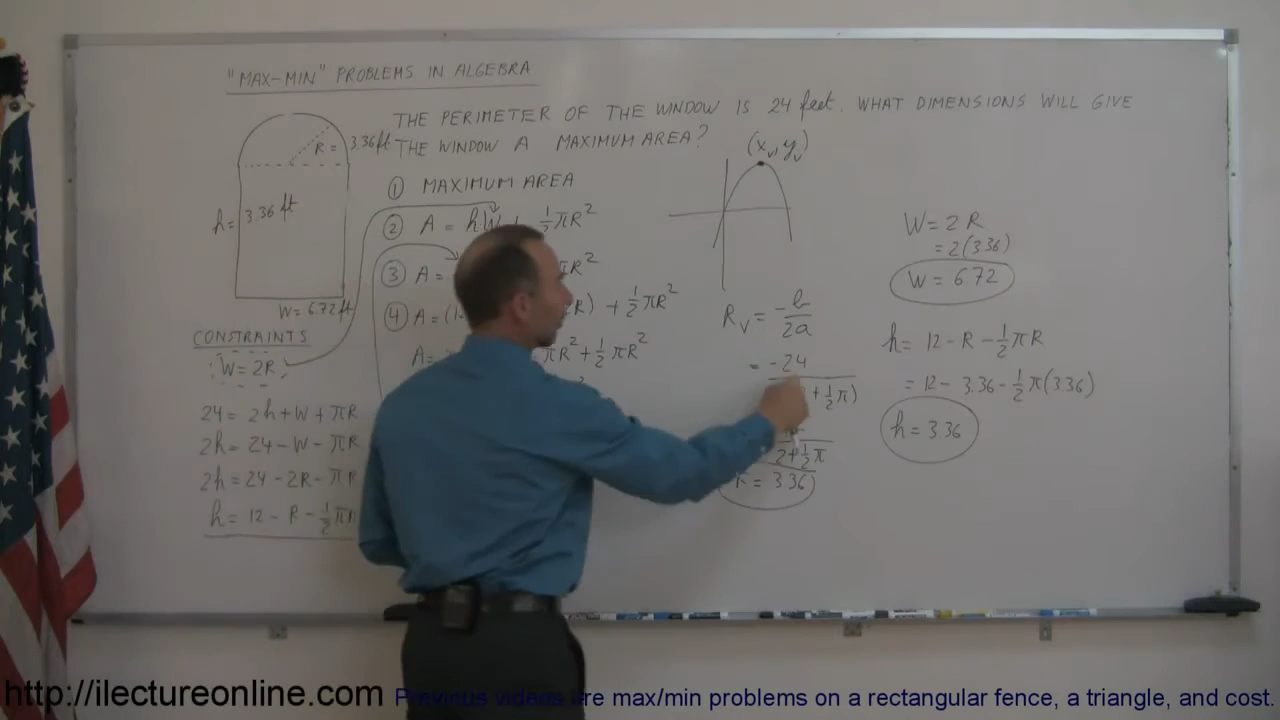 "MAX-MIN" PROBLEMS IN ALGEBRA
THE PERIMETER OF THE WINDOW IS 24 feet. WHAT DIMENSIONS WILL GIVE
THE WINDOW A MAXIMUM AREA?
R = 3.36 ft
h = 3.36 ft
W = 6.72 ft
CONSTRAINTS
W = 2R
24 = 2h + W + πR
2h = 24 - W - πR
2h = 24 - 2R - πR
h = 12 - R - 1/2 πR
① MAXIMUM AREA
② A = hW + 1/2 πR²
③ A = πR²
④ A = (1 R) + 1/2 πR²
A = πR² + 1/2 πR²
(x_v, y_v)
R_v = -b/2a
= -24
+ 1/2 π)
2 + 1/2 π
R = 3.36
W = 2R
= 2(3.36)
W = 6.72
h = 12 - R - 1/2 πR
= 12 - 3.36 - 1/2 π(3.36)
h = 3.36
http://ilectureonline.com Previous videos are max/min problems on a rectangular fence, a triangle, and cost.